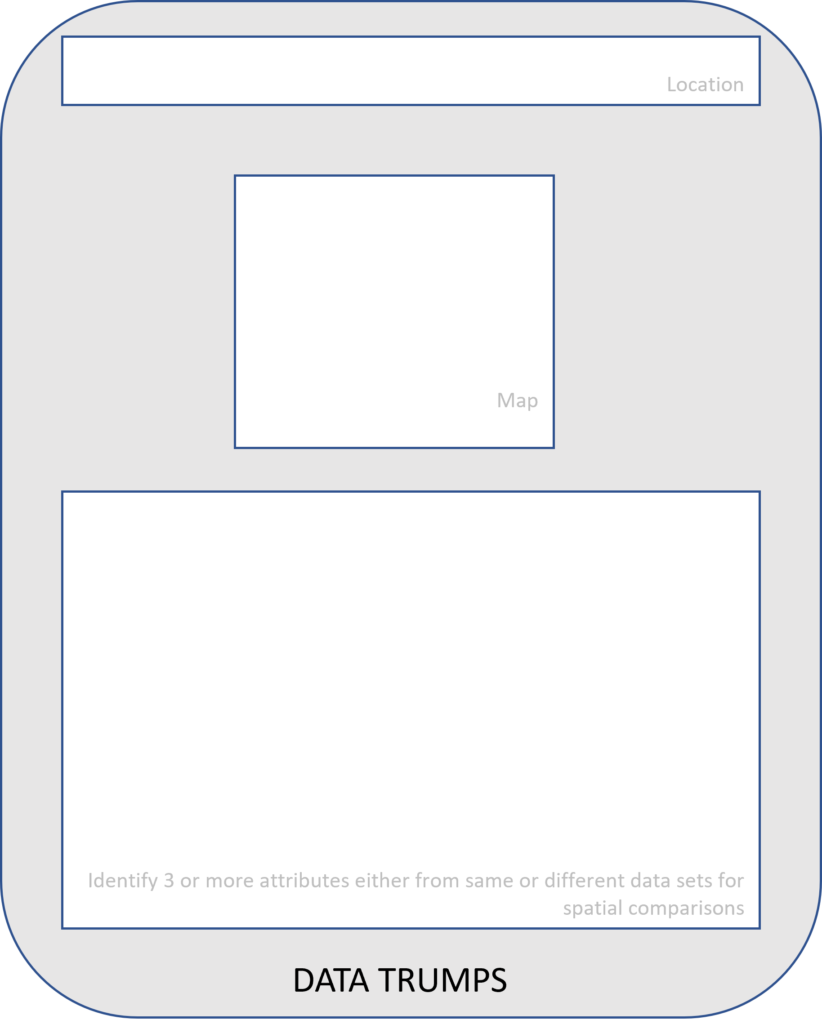 Location
Map
Identify 3 or more attributes either from same or different data sets for
spatial comparisons
DATA TRUMPS